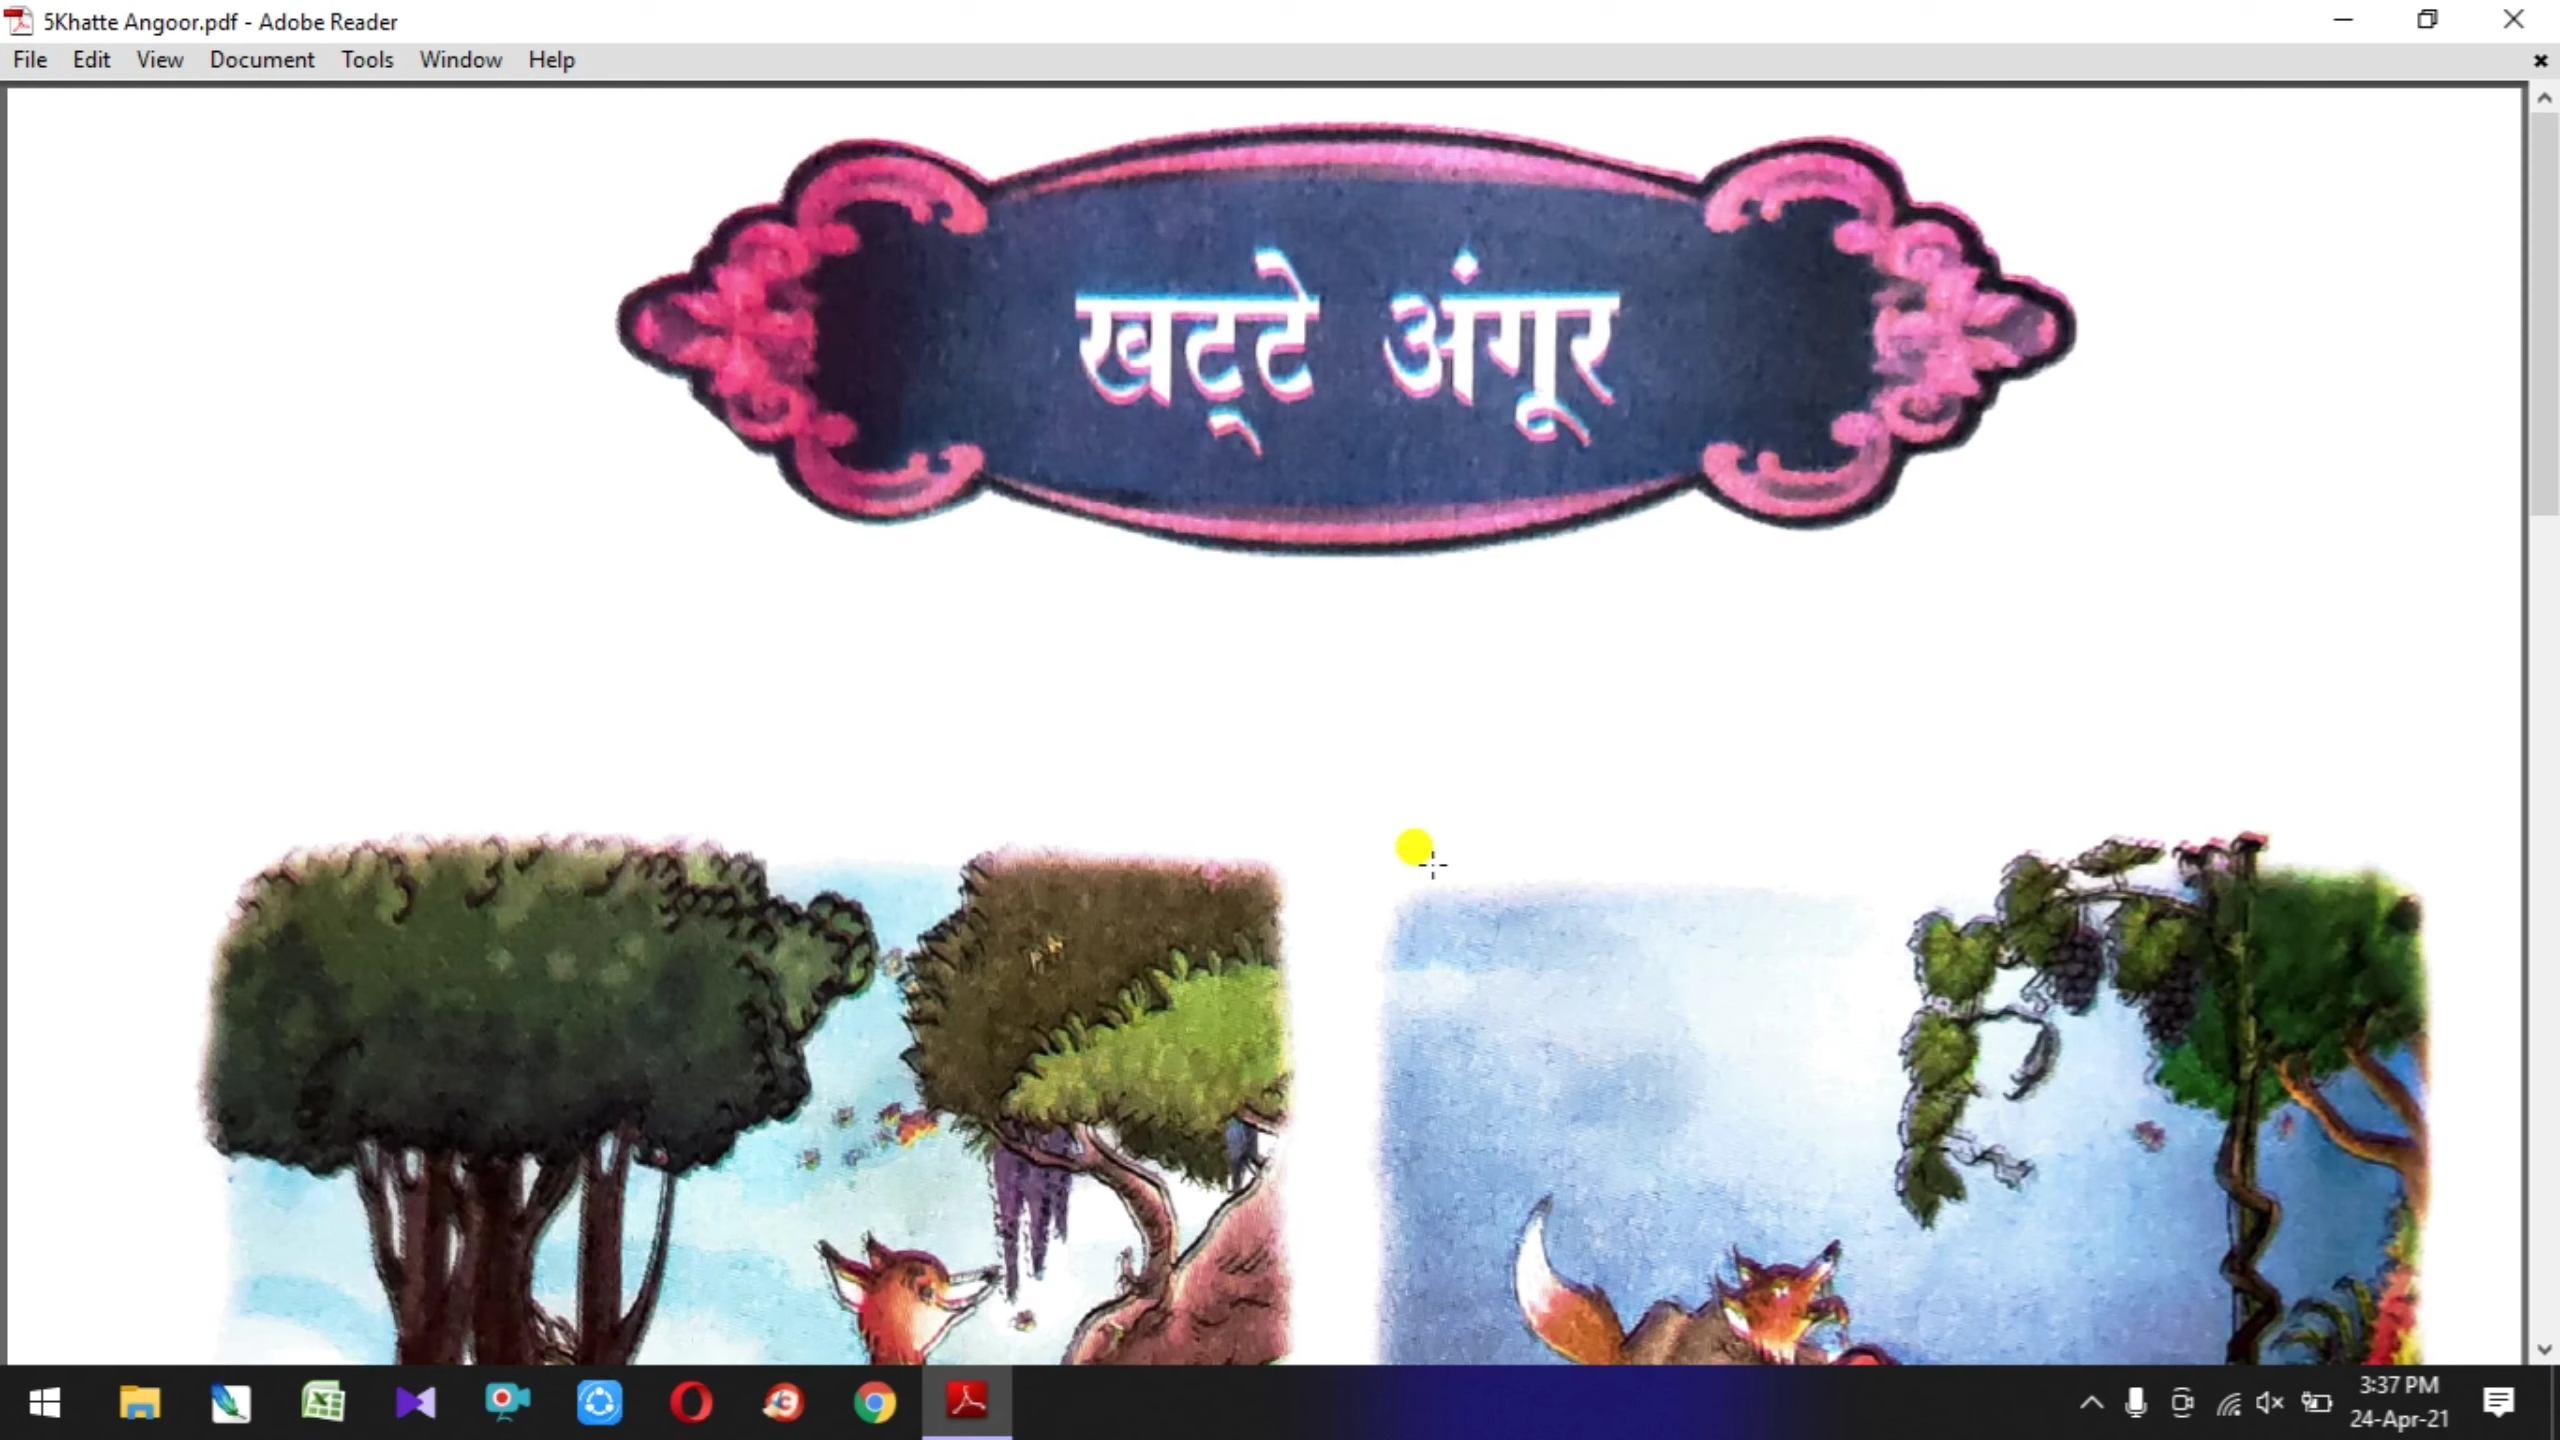 5Khatte Angoor.pdf - Adobe Reader
File Edit View Document Tools Window Help
खट्टे अंगूर
3:37 PM
24-Apr-21